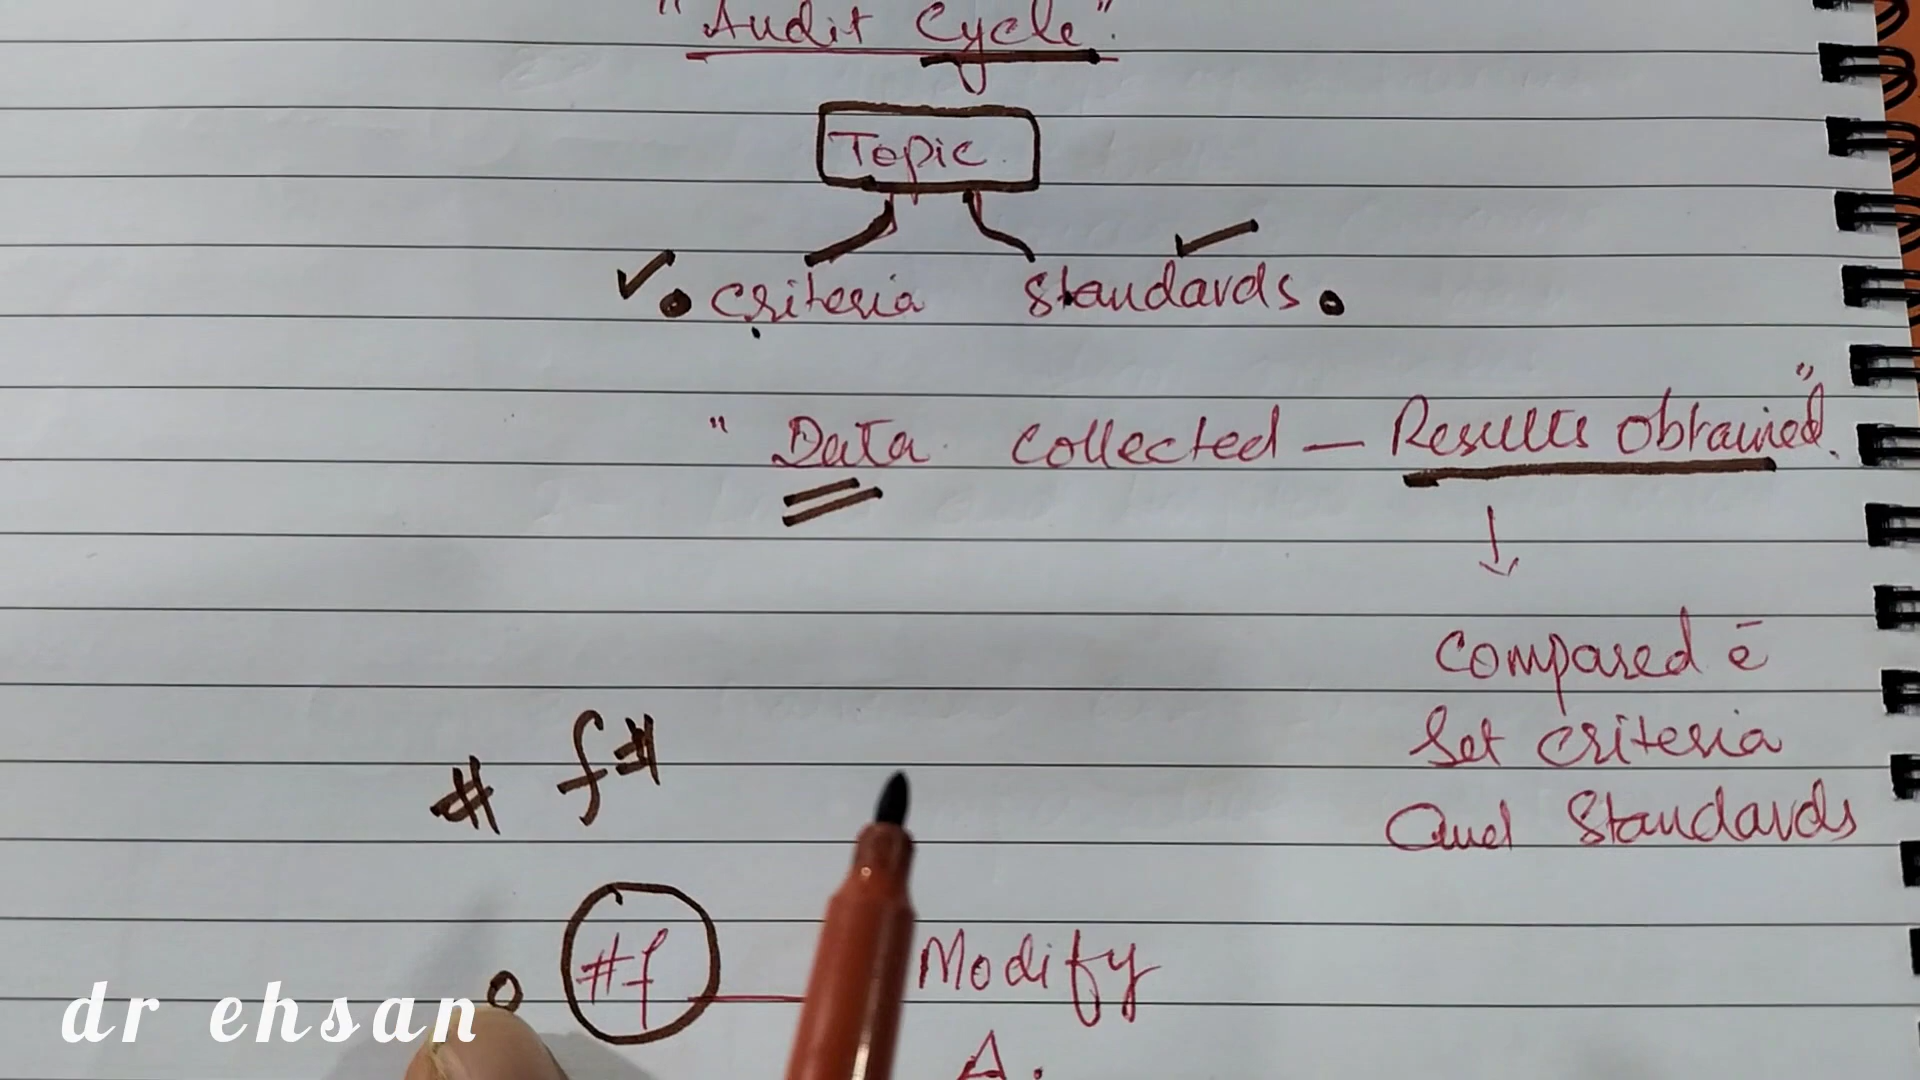 "Audit Cycle".
Topic.
criteria standards.
"Data collected — Results obtained".
↓
compared c̄
set criteria
and standards
# f #
#f — Modify
A.
dr ehsan